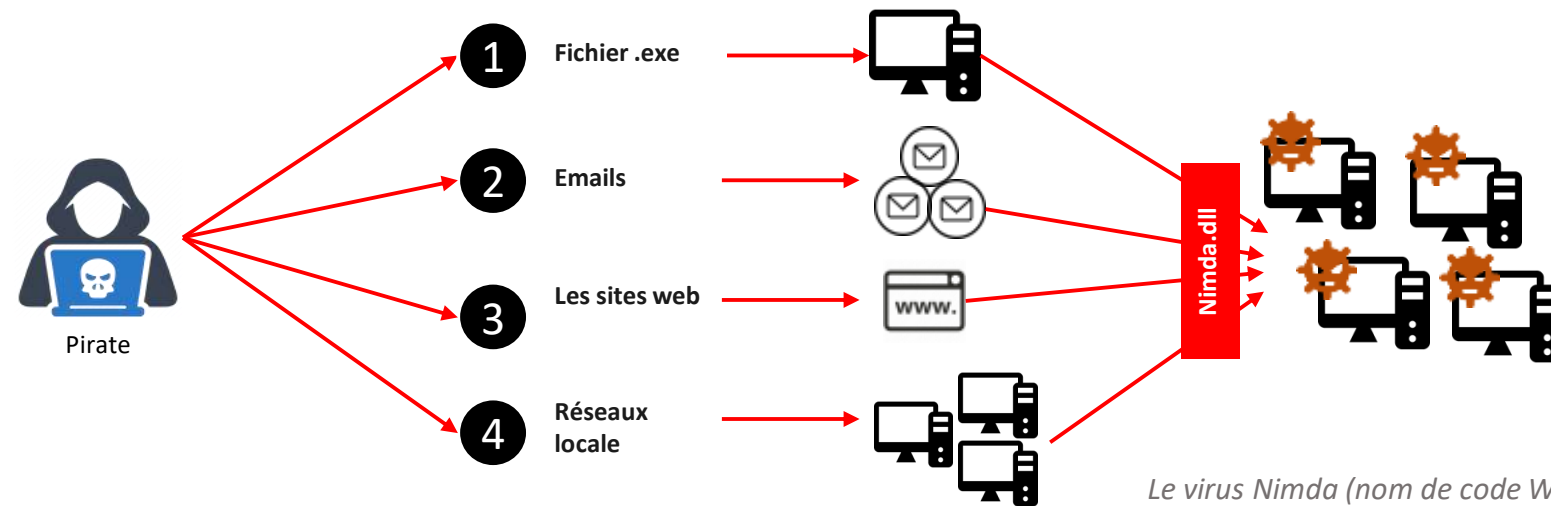 Pirate
1
Fichier .exe
2
Emails
3
Les sites web
4
Réseaux
locale
www.
Nimda.dll
Le virus Nimda (nom de code W